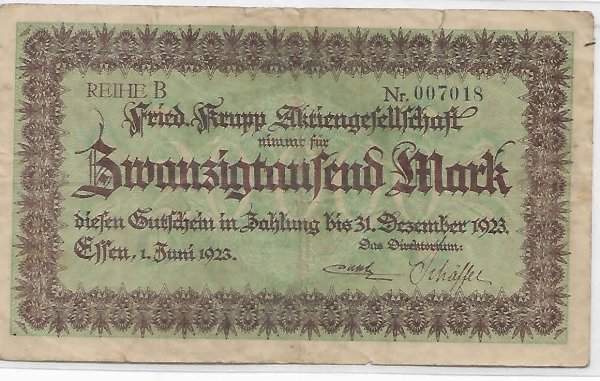 REIHE B Nr. 007018
Fried. Krupp Aktiengesellschaft
nimmt für
Zwanzigtausend Mark
diesen Gutschein in Zahlung bis 31. Dezember 1923.
Essen, 1. Juni 1923. Das Direktorium:
Schäffer